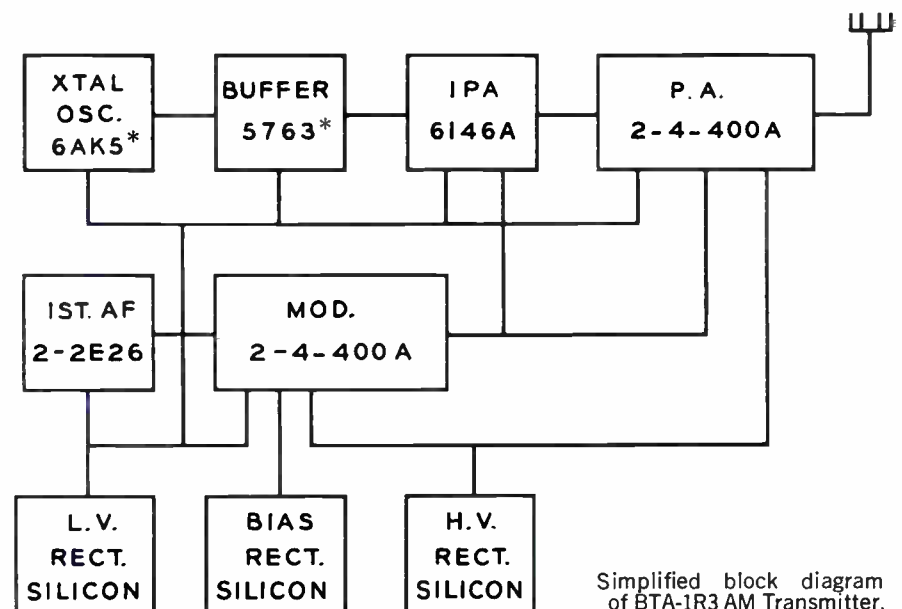 XTAL
OSC.
6AK5*
BUFFER
5763*
IPA
6146A
P.A.
2-4-400A
1ST. AF
2-2E26
MOD.
2-4-400A
L.V.
RECT.
SILICON
BIAS
RECT.
SILICON
H.V.
RECT.
SILICON
Simplified block diagram
of BTA-1R3 AM Transmitter.